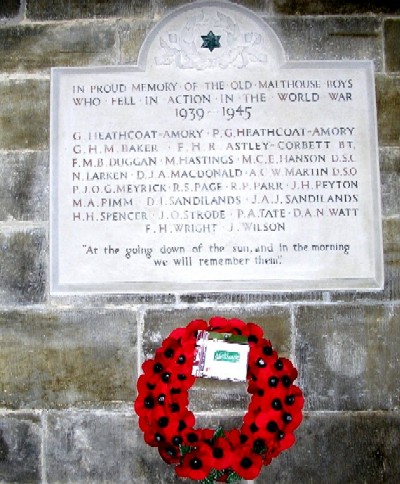 IN PROUD MEMORY · OF THE OLD MALTHOUSE BOYS
WHO FELL · IN ACTION · IN THE WORLD WAR
1939 - 1945
G. HEATHCOAT-AMORY · P. G. HEATHCOAT-AMORY
G. H. M. BAKER · F. H. R. ASTLEY-CORBETT BT.
F. M. B. DUGGAN · M. HASTINGS · M. C. E. HANSON D.S.C
N. LARKEN · D. J. A. MACDONALD · A. C. W. MARTIN D.S.O
P. J. O. G. MEYRICK · R. S. PAGE · R. P. PARR · J. H. PEYTON
M. A. PIMM · D. I. SANDILANDS · J. A. J. SANDILANDS
H. H. SPENCER · J. O. STRODE · P. A. TATE · D. A. N. WATT
F. H. WRIGHT · J. WILSON
"At the going down of the sun, and in the morning
we will remember them".